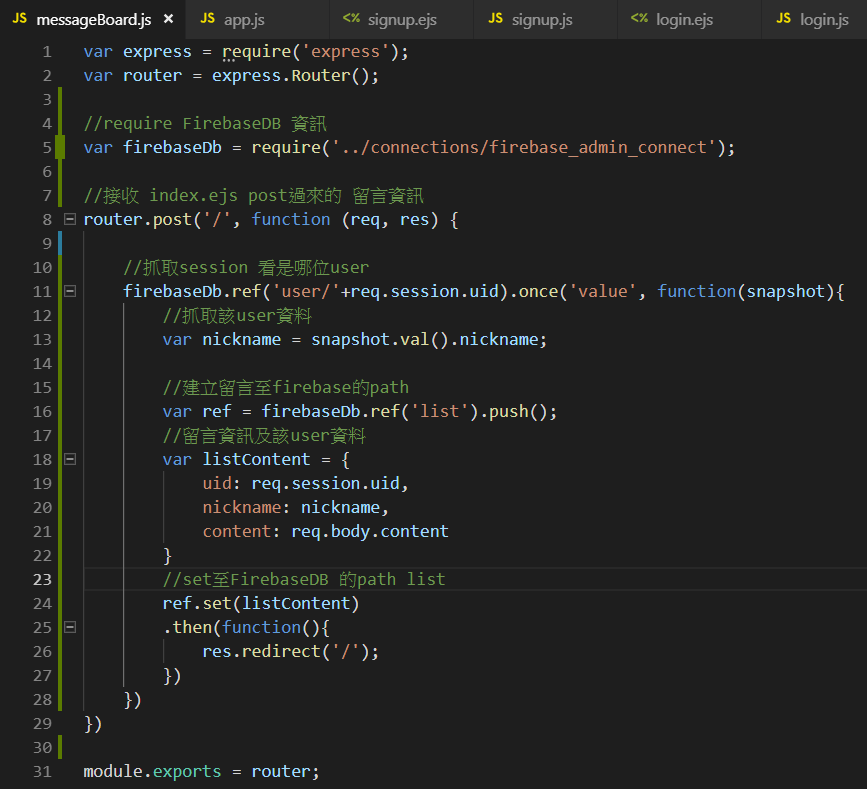 JS messageBoard.js × JS app.js <> signup.ejs JS signup.js <> login.ejs JS login.js
1 var express = require('express');
2 var router = express.Router();
3
4 //require FirebaseDB 資訊
5 var firebaseDb = require('../connections/firebase_admin_connect');
6
7 //接收 index.ejs post過來的 留言資訊
8 router.post('/', function (req, res) {
9
10 //抓取session 看是哪位user
11 firebaseDb.ref('user/'+req.session.uid).once('value', function(snapshot){
12 //抓取該user資料
13 var nickname = snapshot.val().nickname;
14
15 //建立留言至firebase的path
16 var ref = firebaseDb.ref('list').push();
17 //留言資訊及該user資料
18 var listContent = {
19 uid: req.session.uid,
20 nickname: nickname,
21 content: req.body.content
22 }
23 //set至FirebaseDB 的path list
24 ref.set(listContent)
25 .then(function(){
26 res.redirect('/');
27 })
28 })
29 })
30
31 module.exports = router;